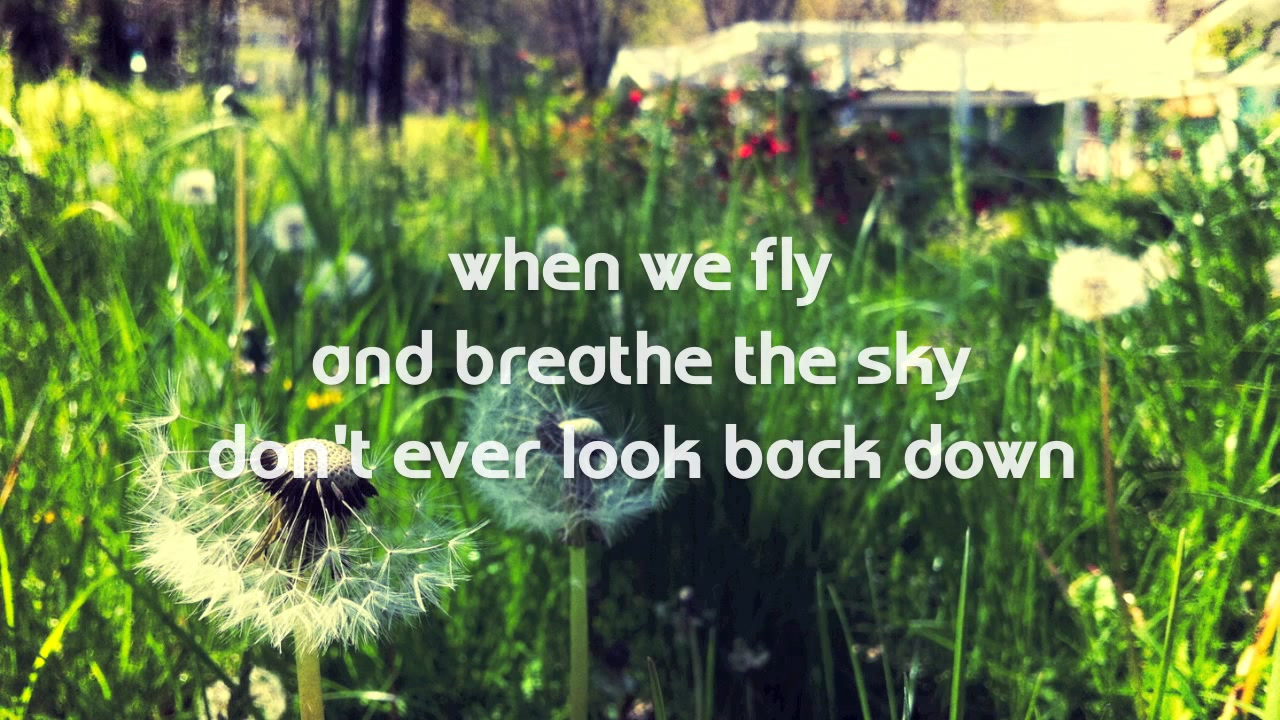 when we fly
and breathe the sky
don't ever look back down